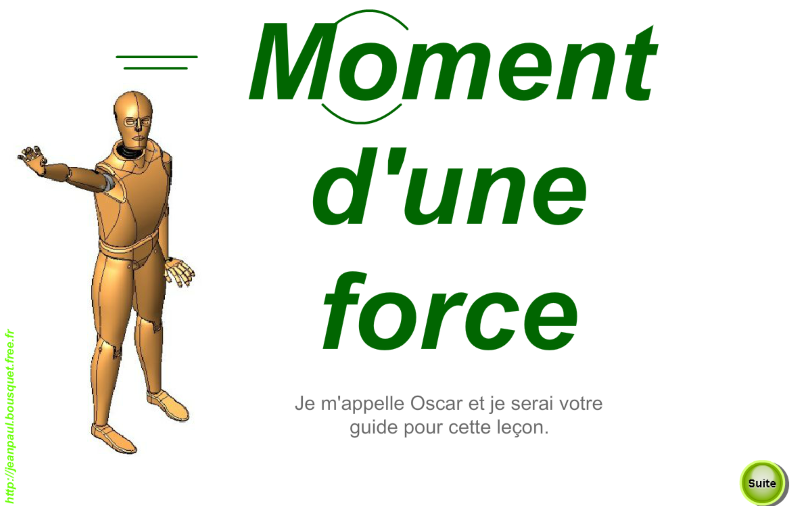 Moment
d'une
force
Je m'appelle Oscar et je serai votre
guide pour cette leçon.
http://jeanpaul.bousquet.free.fr
Suite